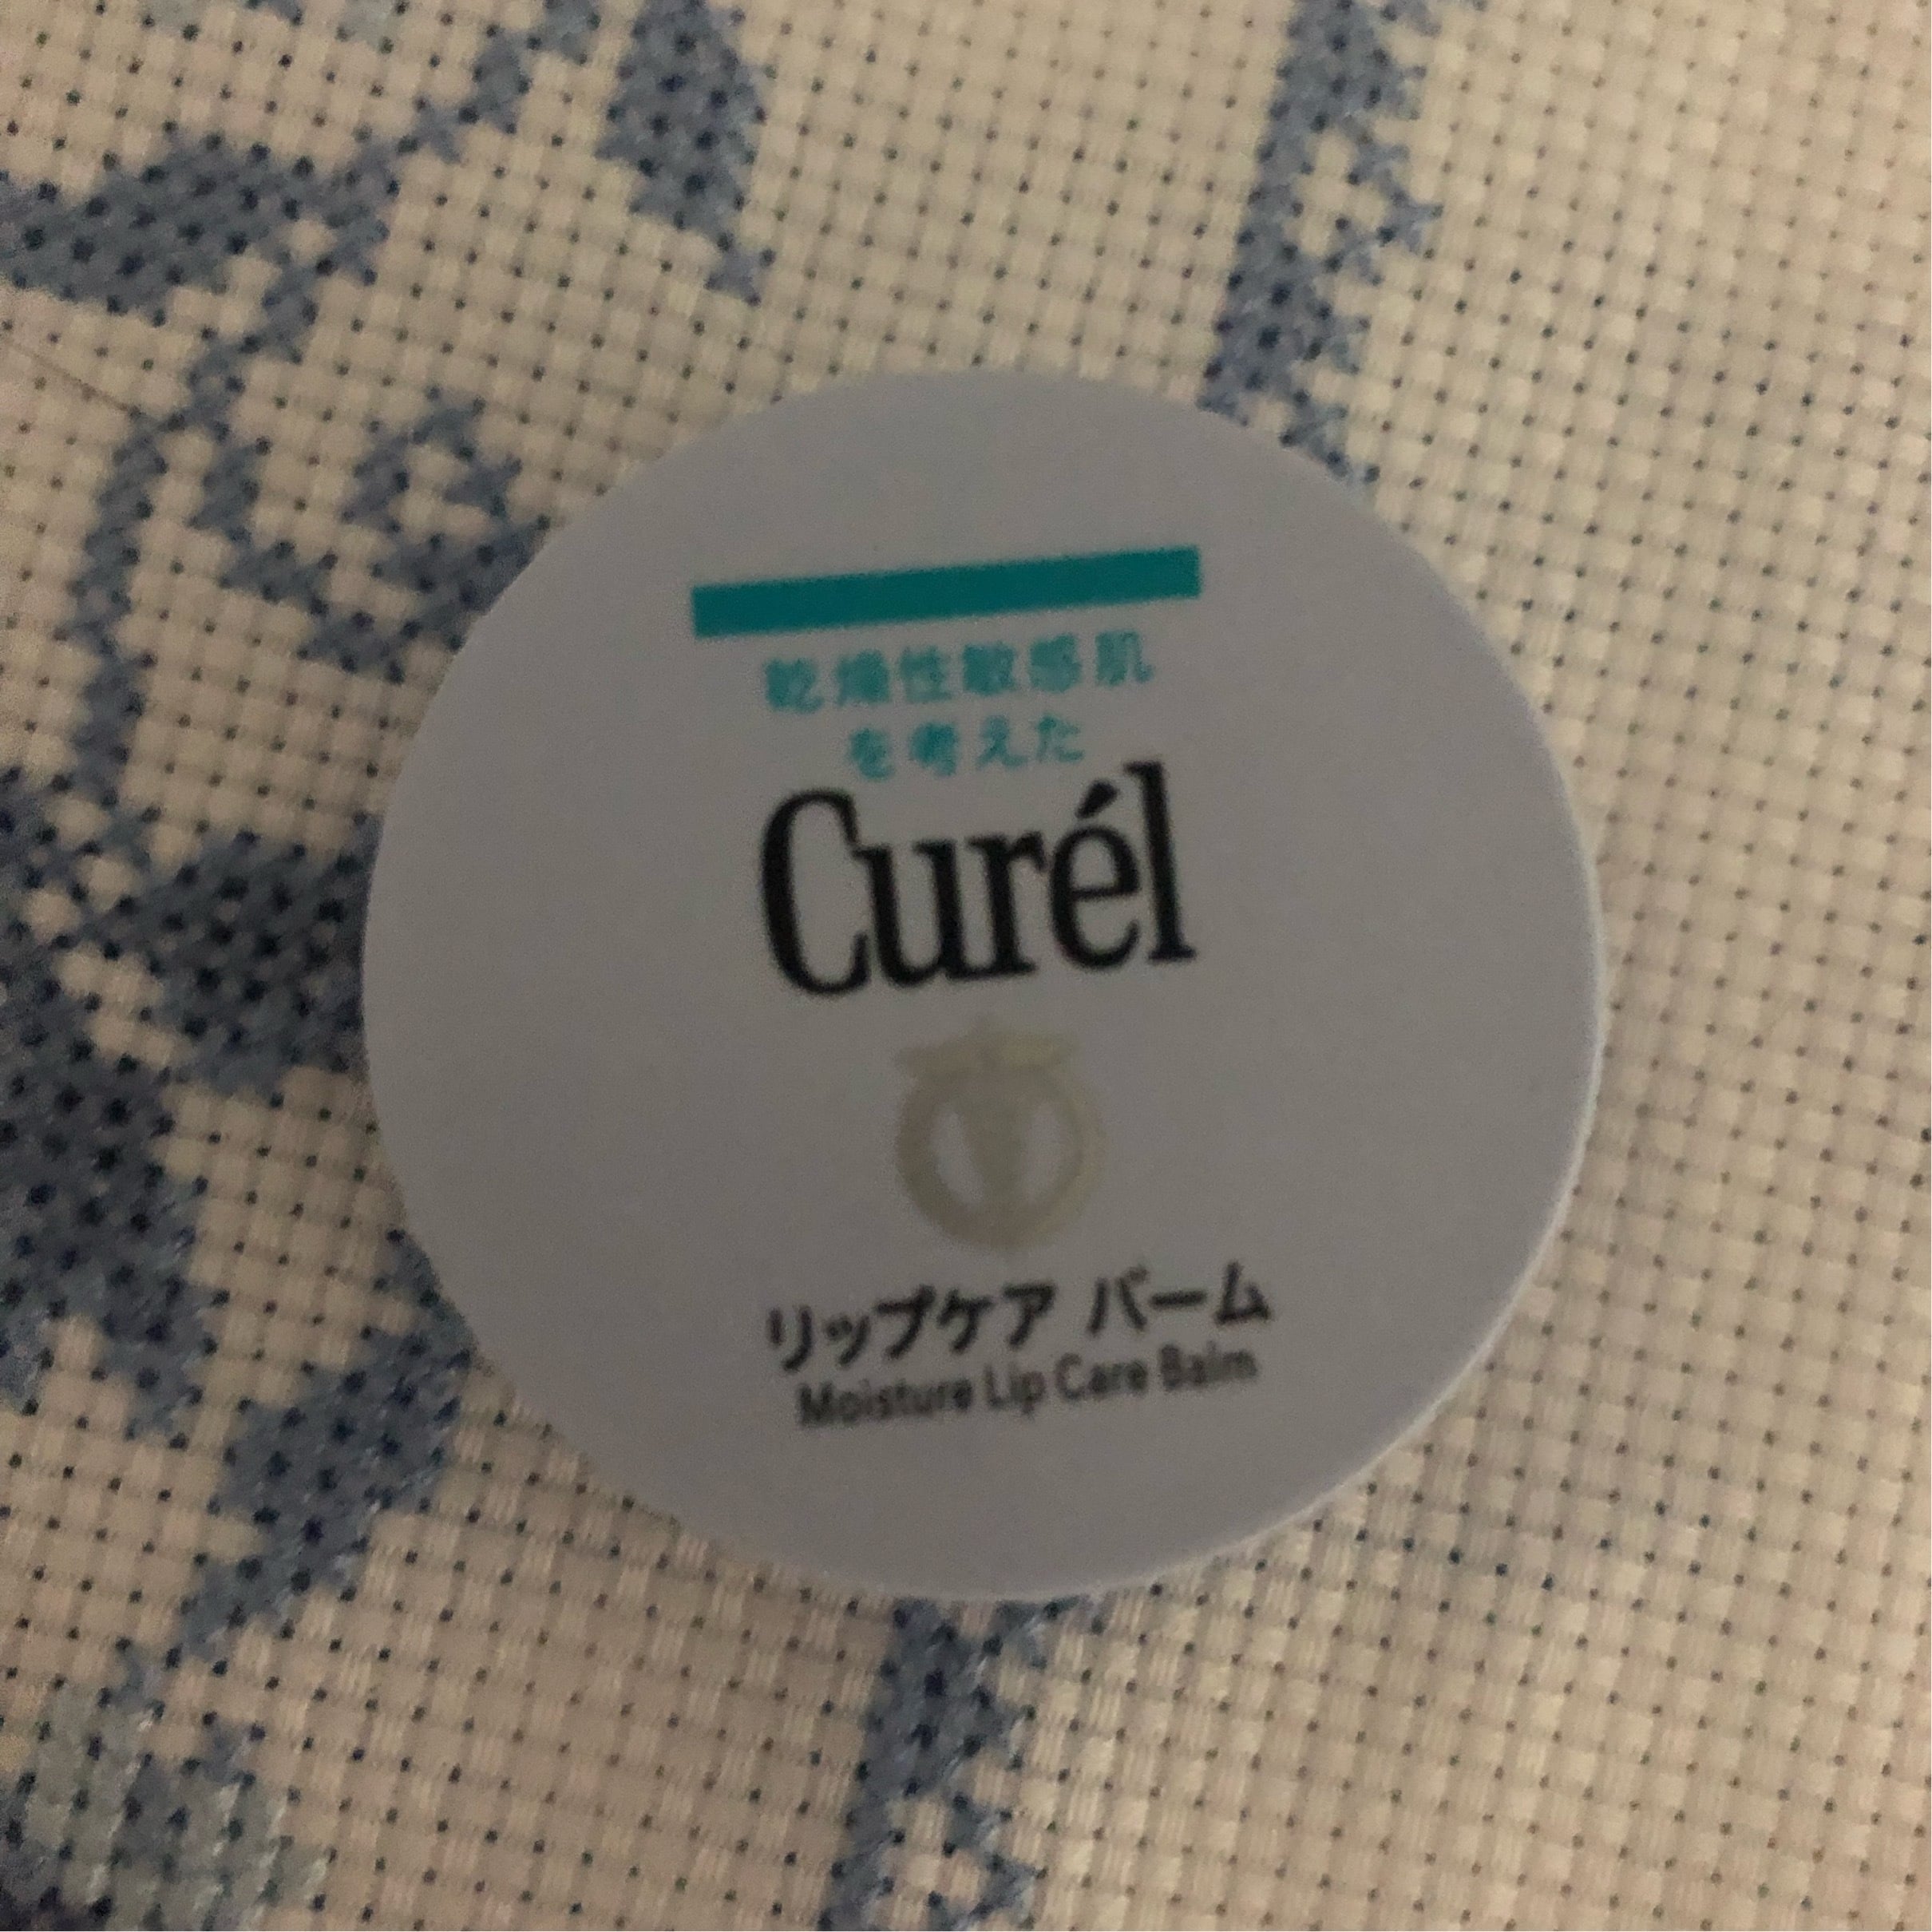 乾燥性敏感肌
を考えた
Curél
リップケア バーム
Moisture Lip Care Balm